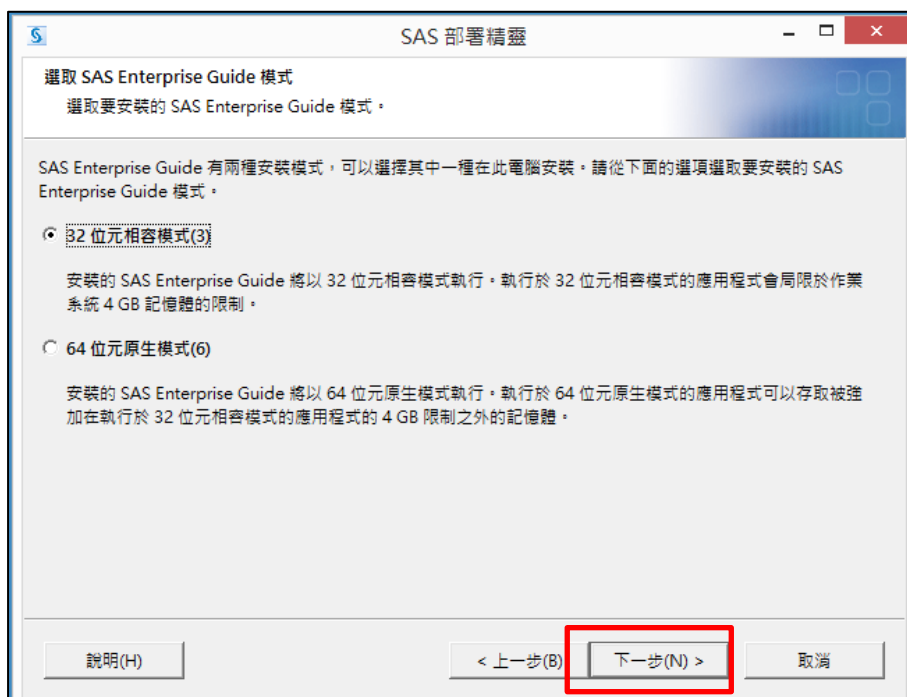 SAS 部署精靈
選取 SAS Enterprise Guide 模式
選取要安裝的 SAS Enterprise Guide 模式。
SAS Enterprise Guide 有兩種安裝模式，可以選擇其中一種在此電腦安裝。請從下面的選項選取要安裝的 SAS
Enterprise Guide 模式。
32 位元相容模式(3)
安裝的 SAS Enterprise Guide 將以 32 位元相容模式執行。執行於 32 位元相容模式的應用程式會局限於作業
系統 4 GB 記憶體的限制。
64 位元原生模式(6)
安裝的 SAS Enterprise Guide 將以 64 位元原生模式執行。執行於 64 位元原生模式的應用程式可以存取被強
加在執行於 32 位元相容模式的應用程式的 4 GB 限制之外的記憶體。
說明(H) < 上一步(B) 下一步(N) > 取消